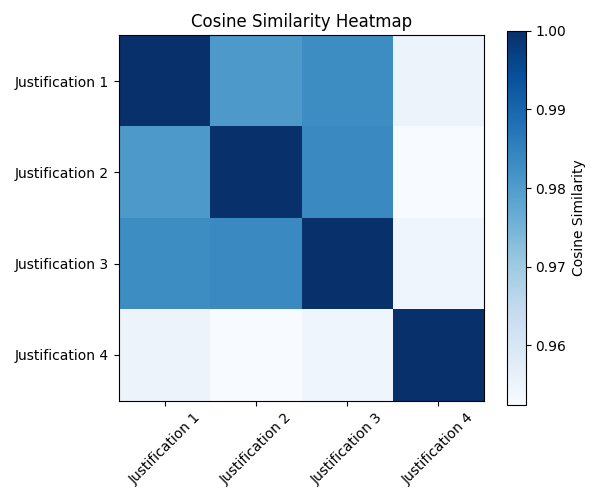 Cosine Similarity Heatmap
Justification 1
Justification 2
Justification 3
Justification 4
Justification 1
Justification 2
Justification 3
Justification 4
1.00
0.99
0.98
0.97
0.96
Cosine Similarity